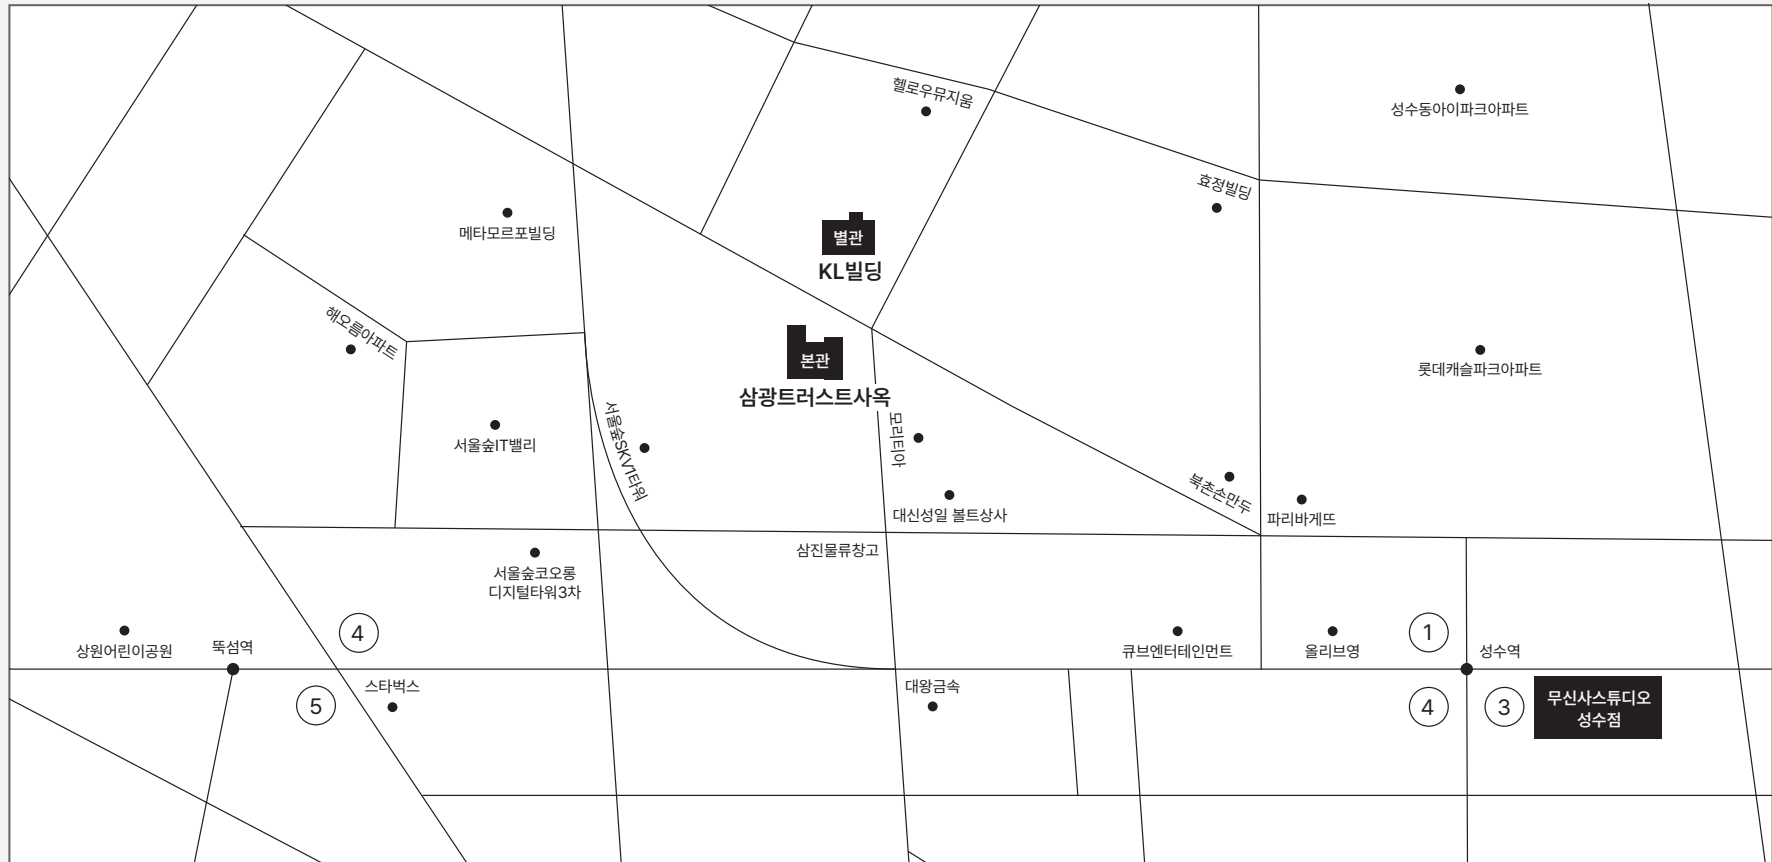 헬로우뮤지움
성수동아이파크아파트
효정빌딩
메타모르포빌딩
별관
KL빌딩
해오름아파트
본관
삼광트러스트사옥
롯데캐슬파크아파트
서울숲IT밸리
서울숲SKV1타워
모리티아
북촌손만두
파리바게뜨
대신성일 볼트상사
삼진물류창고
서울숲코오롱
디지털타워3차
상원어린이공원
뚝섬역
4
큐브엔터테인먼트
올리브영
1
성수역
5
스타벅스
대왕금속
4
3
무신사스튜디오
성수점